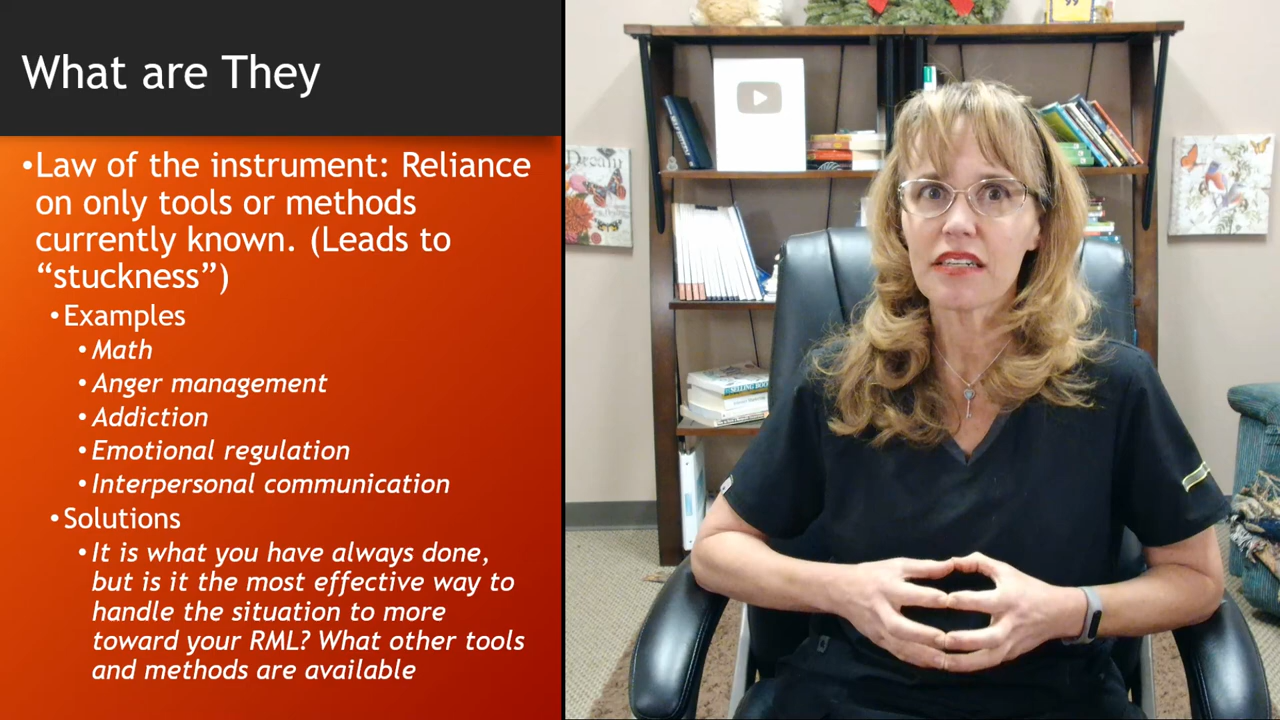 What are They
•Law of the instrument: Reliance
on only tools or methods
currently known. (Leads to
“stuckness”)
•Examples
•Math
•Anger management
•Addiction
•Emotional regulation
•Interpersonal communication
•Solutions
•It is what you have always done,
but is it the most effective way to
handle the situation to more
toward your RML? What other tools
and methods are available
Dream
SELLING